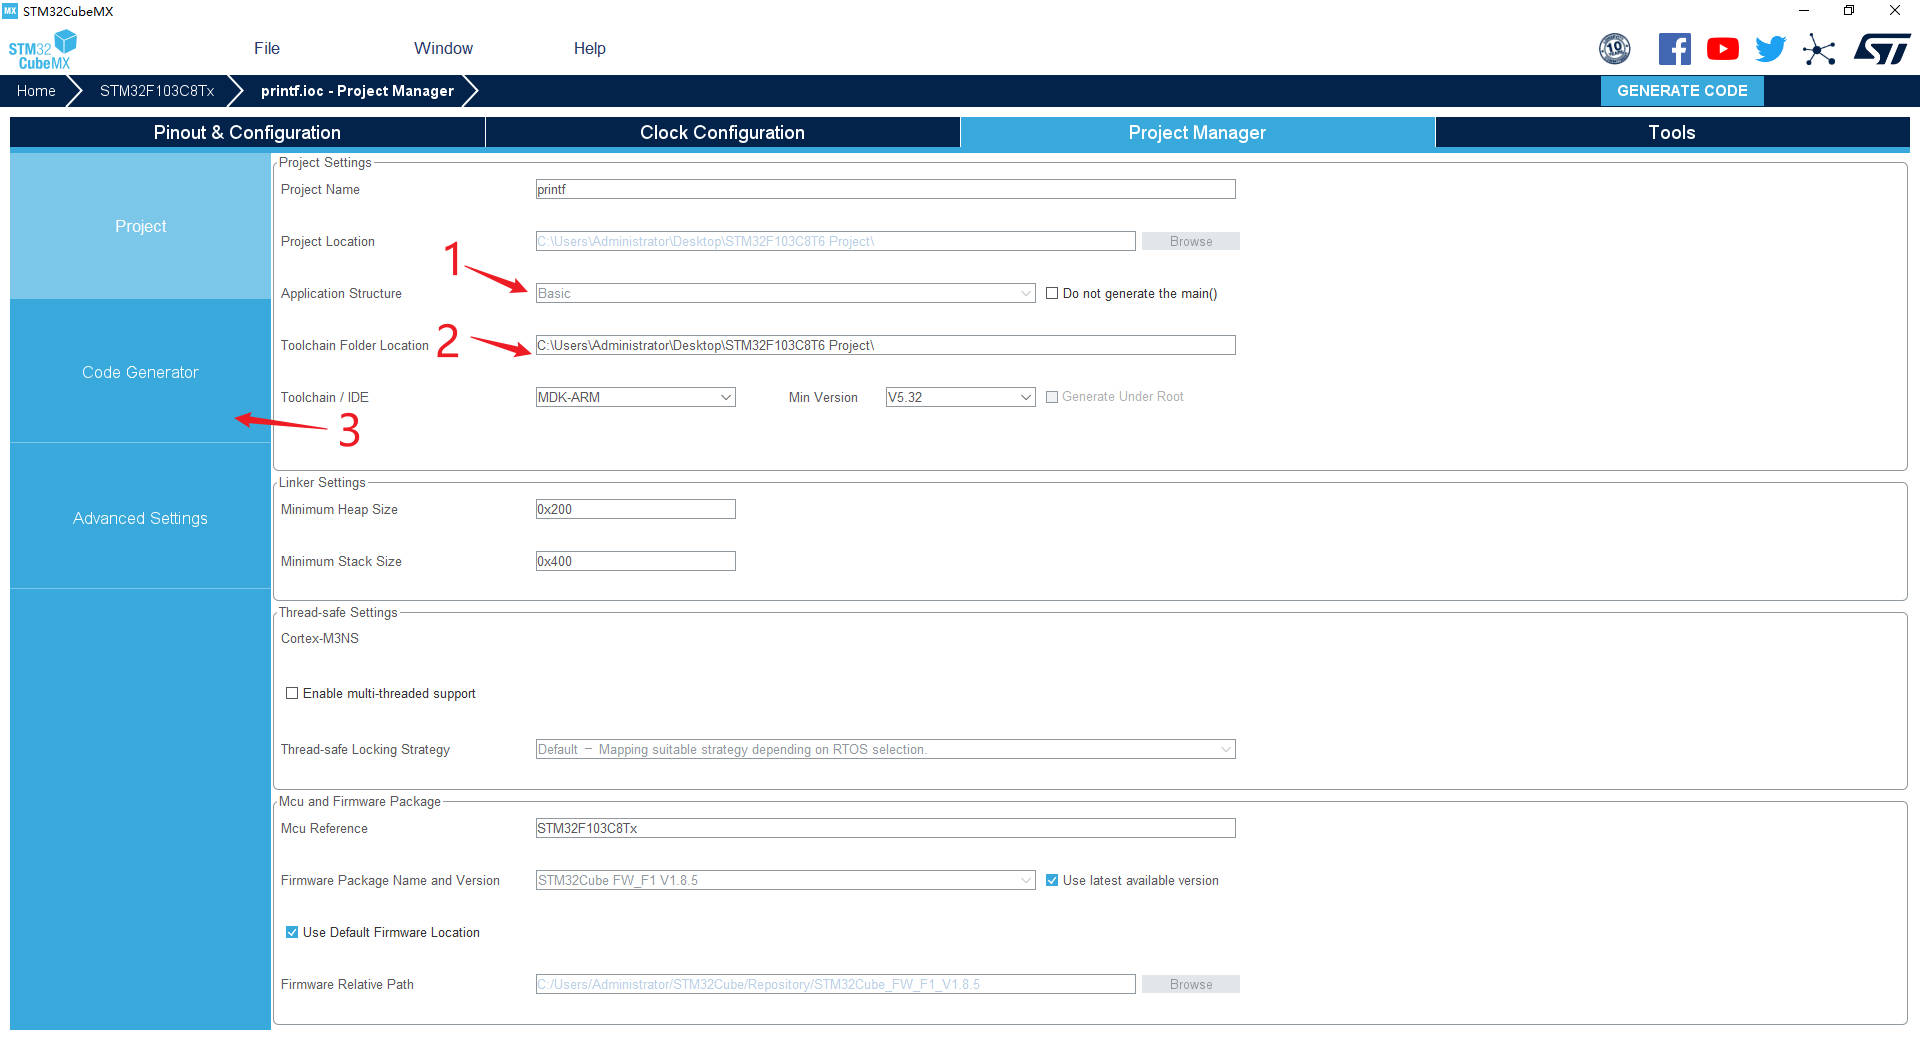 MX STM32CubeMX
STM32
CubeMX
File Window Help
10 YEARS
ST
Home STM32F103C8Tx printf.ioc - Project Manager GENERATE CODE
Pinout & Configuration Clock Configuration Project Manager Tools
Project
Code Generator
Advanced Settings
Project Settings
Project Name printf
Project Location C:\Users\Administrator\Desktop\STM32F103C8T6 Project\ Browse
1
Application Structure Basic Do not generate the main()
2
Toolchain Folder Location C:\Users\Administrator\Desktop\STM32F103C8T6 Project\
Toolchain / IDE MDK-ARM Min Version V5.32 Generate Under Root
3
Linker Settings
Minimum Heap Size 0x200
Minimum Stack Size 0x400
Thread-safe Settings
Cortex-M3NS
Enable multi-threaded support
Thread-safe Locking Strategy Default - Mapping suitable strategy depending on RTOS selection.
Mcu and Firmware Package
Mcu Reference STM32F103C8Tx
Firmware Package Name and Version STM32Cube FW_F1 V1.8.5 Use latest available version
Use Default Firmware Location
Firmware Relative Path C:/Users/Administrator/STM32Cube/Repository/STM32Cube_FW_F1_V1.8.5 Browse